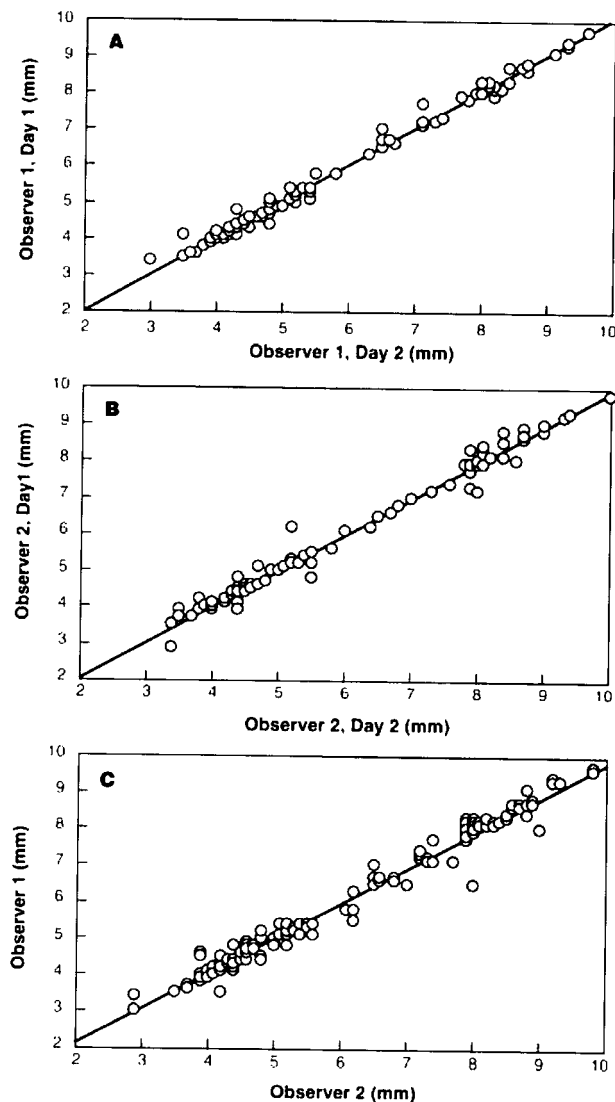 A
10
9
8
7
6
5
4
3
2
Observer 1, Day 1 (mm)
2 3 4 5 6 7 8 9 10
Observer 1, Day 2 (mm)
B
10
9
8
7
6
5
4
3
2
Observer 2, Day1 (mm)
2 3 4 5 6 7 8 9 10
Observer 2, Day 2 (mm)
C
10
9
8
7
6
5
4
3
2
Observer 1 (mm)
2 3 4 5 6 7 8 9 10
Observer 2 (mm)